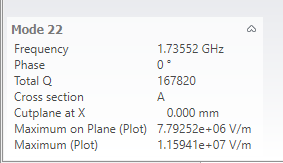 Mode 22
Frequency 1.73552 GHz
Phase 0 °
Total Q 167820
Cross section A
Cutplane at X 0.000 mm
Maximum on Plane (Plot) 7.79252e+06 V/m
Maximum (Plot) 1.15941e+07 V/m